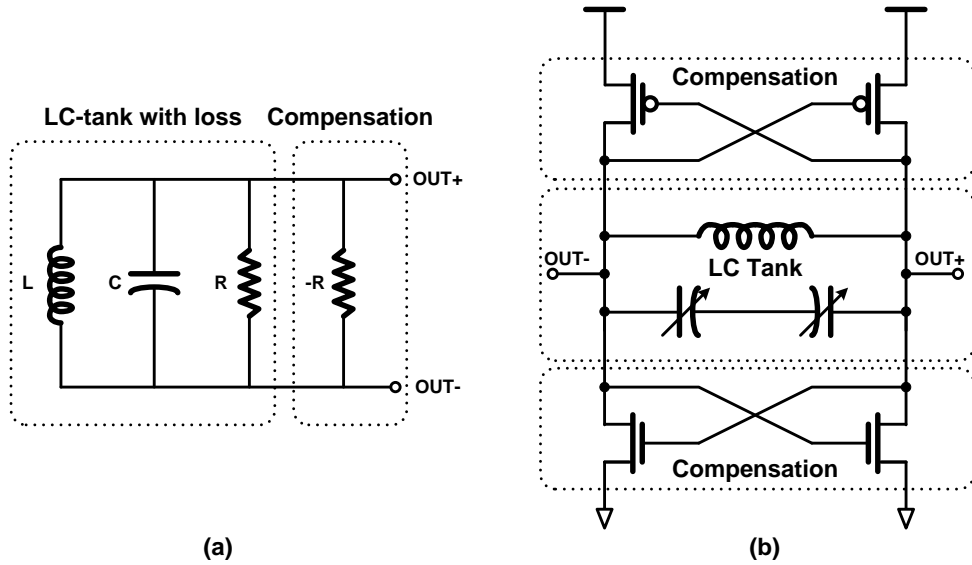 LC-tank with loss
Compensation
OUT+
L
C
R
-R
OUT-
(a)
Compensation
OUT-
LC Tank
OUT+
Compensation
(b)